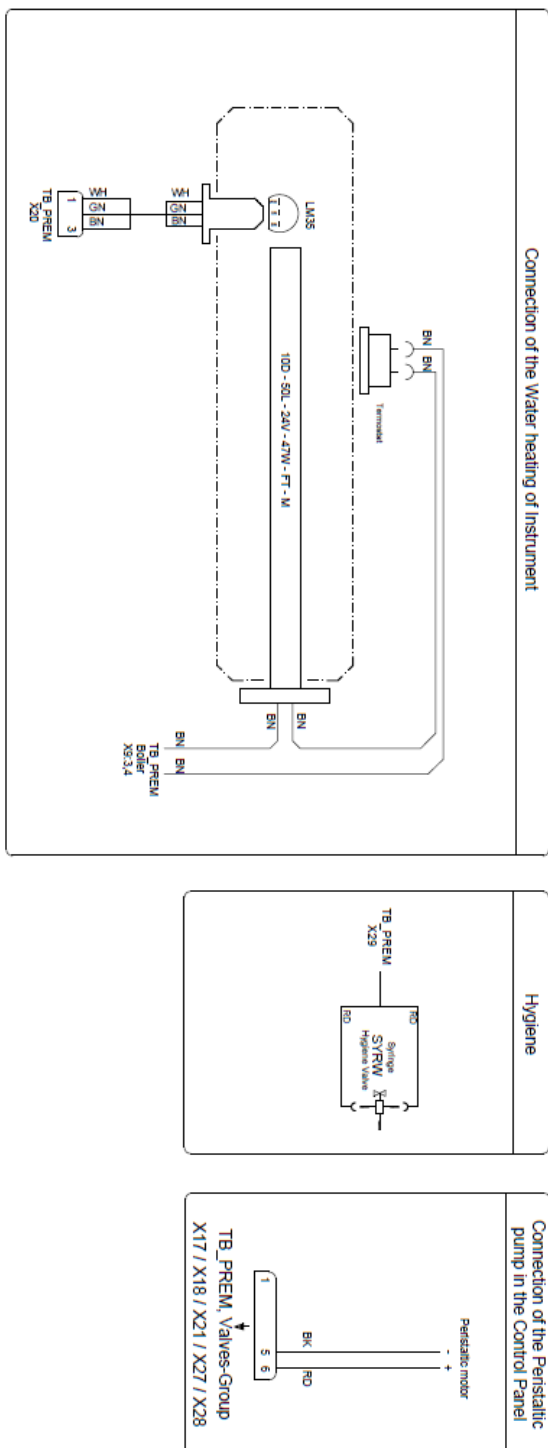 Connection of the Water heating of Instrument
BN
BN
Termostat
LM35
10D - 50L - 24V - 47W - FT - M
WH
GN
BN
WH
GN
BN
1
3
TB_PREM
X20
BN
BN
BN
BN
TB_PREM
Boiler
X9:3,4
Hygiene
TB_PREM
X29
RD
RD
Syringe
SYRW
Hygiene Valve
Connection of the Peristaltic
pump in the Control Panel
Peristaltic motor
- +
BK
RD
1
5
6
TB_PREM, Valves-Group
X17 / X18 / X21 / X27 / X28